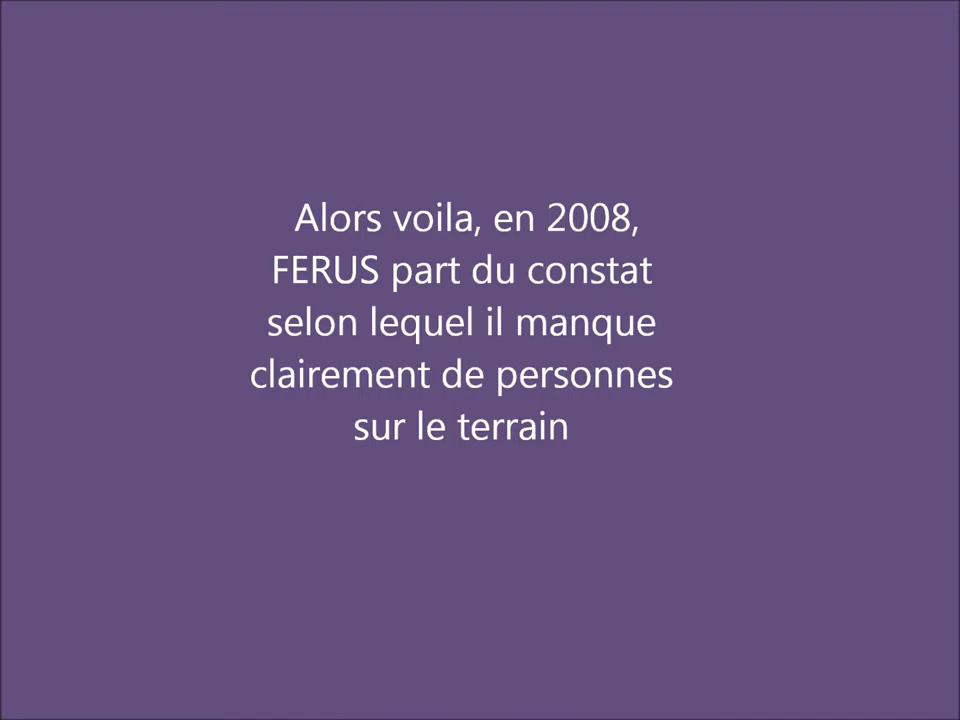 Alors voila, en 2008,
FERUS part du constat
selon lequel il manque
clairement de personnes
sur le terrain